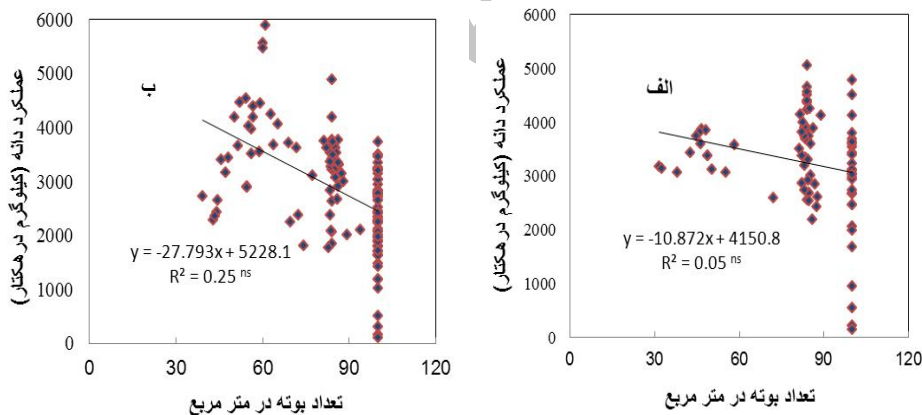 عملکرد دانه (کیلوگرم در هکتار)
6000
5000
4000
3000
2000
1000
0
ب
y = -27.793x + 5228.1
R² = 0.25 ns
0 30 60 90 120
تعداد بوته در متر مربع
عملکرد دانه (کیلوگرم در هکتار)
6000
5000
4000
3000
2000
1000
0
الف
y = -10.872x + 4150.8
R² = 0.05 ns
0 30 60 90 120
تعداد بوته در متر مربع